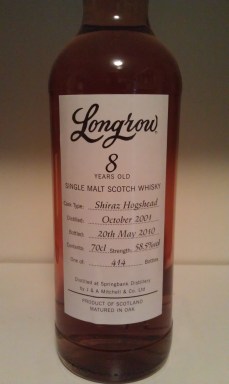 Longrow
8
YEARS OLD
SINGLE MALT SCOTCH WHISKY
Cask Type: Shiraz Hogshead
Distilled: October 2001
Bottled: 20th May 2010
Contents: 70cl Strength: 58.5%vol
One of 414 Bottles
Distilled at Springbank Distillery
by J & A Mitchell & Co. Ltd
PRODUCT OF SCOTLAND
MATURED IN OAK